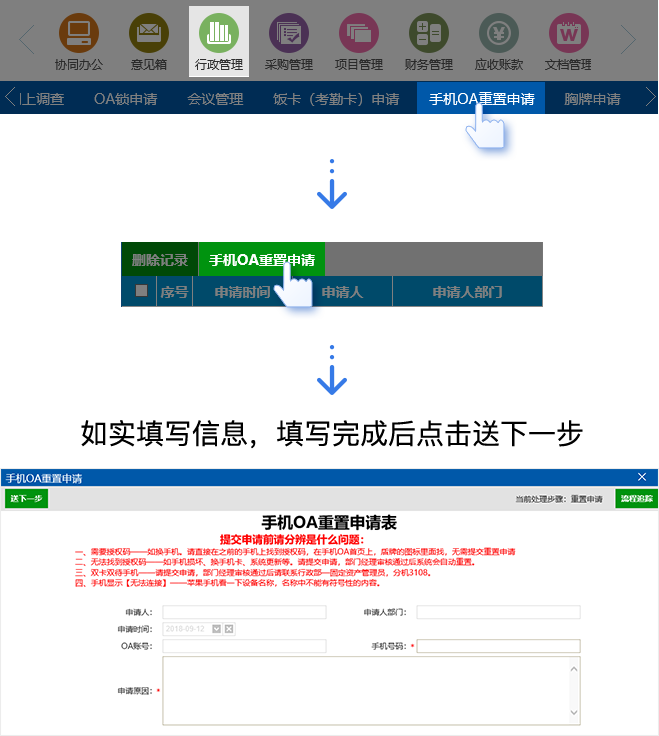 协同办公 意见箱 行政管理 采购管理 项目管理 财务管理 应收账款 文档管理
上调查 OA锁申请 会议管理 饭卡（考勤卡）申请 手机OA重置申请 胸牌申请
删除记录 手机OA重置申请
序号 申请时间 申请人 申请人部门
如实填写信息，填写完成后点击送下一步
手机OA重置申请
送下一步 当前处理步骤：重置申请 流程追踪
手机OA重置申请表
提交申请前请分辨是什么问题：
一、需要授权码——如换手机。请直接在之前的手机上找到授权码，在手机OA首页上，盾牌的图标里面找，无需提交重置申请
二、无法找到授权码——如手机损坏、换手机卡、系统更新等。请提交申请。部门经理审核通过后系统会自动重置。
三、双卡双待手机——请提交申请，部门经理审核通过后请联系行政部—固定资产管理员，分机3108。
四、手机显示【无法连接】——苹果手机看一下设备名称，名称中不能有符号性的内容。
申请人： 申请人部门：
申请时间： 2018-09-12
OA账号： 手机号码：*
申请原因：*